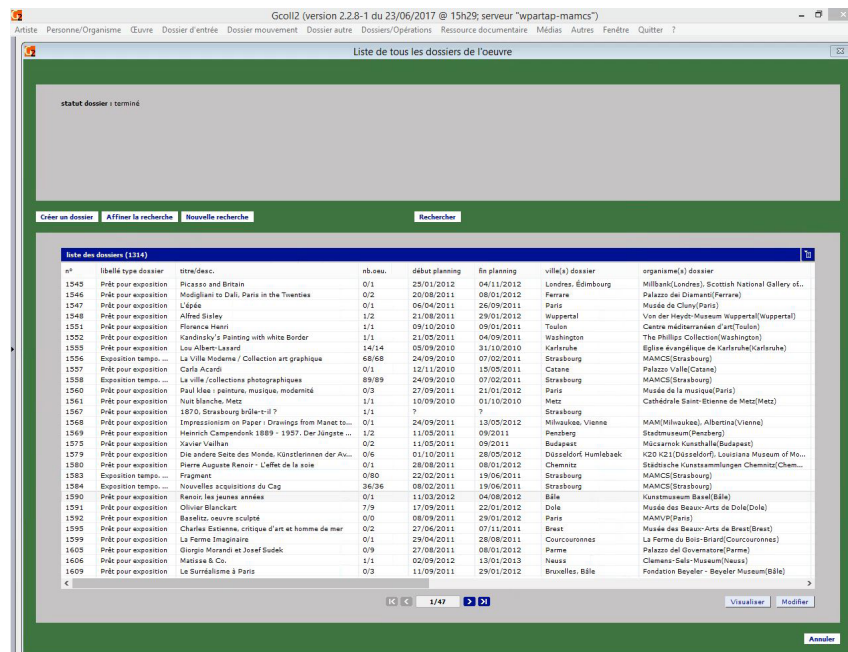 Gcoll2 (version 2.2.8-1 du 23/06/2017 @ 15h29; serveur "wpartap-mamcs")
Artiste Personne/Organisme Œuvre Dossier d'entrée Dossier mouvement Dossier autre Dossiers/Opérations Ressource documentaire Médias Autres Fenêtre Quitter ?
Liste de tous les dossiers de l'oeuvre
statut dossier : terminé
Créer un dossier Affiner la recherche Nouvelle recherche Rechercher
liste des dossiers (1314)
n° libellé type dossier titre/desc. nb.oeu. début planning fin planning ville(s) dossier organisme(s) dossier
1545 Prêt pour exposition Picasso and Britain 0/1 25/01/2012 04/11/2012 Londres, Édimbourg Millbank(Londres), Scottish National Gallery of...
1546 Prêt pour exposition Modigliani to Dali, Paris in the Twenties 0/2 20/08/2011 08/01/2012 Ferrare Palazzo dei Diamanti(Ferrare)
1547 Prêt pour exposition L'épée 0/1 06/04/2011 26/09/2011 Paris Musée de Cluny(Paris)
1548 Prêt pour exposition Alfred Sisley 1/2 21/08/2011 29/01/2012 Wuppertal Von der Heydt-Museum Wuppertal(Wuppertal)
1551 Prêt pour exposition Florence Henri 1/1 09/10/2010 09/01/2011 Toulon Centre méditerranéen d'art(Toulon)
1552 Prêt pour exposition Kandinsky's Painting with white Border 1/1 21/05/2011 04/09/2011 Washington The Phillips Collection(Washington)
1555 Prêt pour exposition Lou Albert-Lasard 14/14 05/09/2010 31/10/2010 Karlsruhe Eglise évangélique de Karlsruhe(Karlsruhe)
1556 Exposition tempo. ... La Ville Moderne / Collection art graphique 68/68 24/09/2010 07/02/2011 Strasbourg MAMCS(Strasbourg)
1557 Prêt pour exposition Carla Acardi 0/1 12/11/2010 15/05/2011 Catane Palazzo Valle(Catane)
1558 Exposition tempo. ... La ville /collections photographiques 89/89 24/09/2010 07/02/2011 Strasbourg MAMCS(Strasbourg)
1560 Prêt pour exposition Paul klee : peinture, musique, modernité 0/3 27/09/2011 21/01/2012 Paris Musée de la musique(Paris)
1561 Prêt pour exposition Nuit blanche, Metz 1/1 10/09/2010 01/10/2010 Metz Cathédrale Saint-Etienne de Metz(Metz)
1567 Prêt pour exposition 1870, Strasbourg brûle-t-il ? 1/1 ? ? Strasbourg
1568 Prêt pour exposition Impressionism on Paper : Drawings from Manet to... 0/1 24/09/2011 13/05/2012 Milwaukee, Vienne MAM(Milwaukee), Albertina(Vienne)
1569 Prêt pour exposition Heinrich Campendonk 1889 - 1957. Der Jüngste ... 1/2 11/05/2011 09/2011 Penzberg Stadtmuseum(Penzberg)
1575 Prêt pour exposition Xavier Veilhan 0/2 11/05/2011 09/2011 Budapest Mücsarnok Kunsthalle(Budapest)
1579 Prêt pour exposition Die andere Seite des Monde. Künstlerinnen der Av... 0/6 01/10/2011 28/05/2012 Düsseldorf, Humlebaek K20 K21(Düsseldorf), Louisiana Museum of Mo...
1580 Prêt pour exposition Pierre Auguste Renoir - L'effet de la soie 0/1 28/08/2011 08/01/2012 Chemnitz Städtische Kunstsammlungen Chemnitz(Chem...
1583 Exposition tempo. ... Fragment 0/80 22/02/2011 19/06/2011 Strasbourg MAMCS(Strasbourg)
1584 Exposition tempo. ... Nouvelles acquisitions du Cag 36/36 08/02/2011 19/06/2011 Strasbourg MAMCS(Strasbourg)
1590 Prêt pour exposition Renoir, les jeunes années 0/1 11/03/2012 04/08/2012 Bâle Kunstmuseum Basel(Bâle)
1591 Prêt pour exposition Olivier Blanckart 7/9 17/09/2011 22/01/2012 Dole Musée des Beaux-Arts de Dole(Dole)
1592 Prêt pour exposition Baselitz, oeuvre sculpté 0/0 08/09/2011 29/01/2012 Paris MAMVP(Paris)
1595 Prêt pour exposition Charles Estienne, critique d'art et homme de mer 0/2 27/06/2011 07/11/2011 Brest Musée des Beaux-Arts de Brest(Brest)
1599 Prêt pour exposition La Ferme Imaginaire 0/1 29/04/2011 28/08/2011 Courcouronnes La Ferme du Bois-Briard(Courcouronnes)
1605 Prêt pour exposition Giorgio Morandi et Josef Sudek 0/9 27/08/2011 08/01/2012 Parme Palazzo del Governatore(Parme)
1606 Prêt pour exposition Matisse & Co. 1/1 02/09/2012 13/01/2013 Neuss Clemens-Sels-Museum(Neuss)
1609 Prêt pour exposition Le Surréalisme à Paris 0/3 11/09/2011 29/01/2012 Bruxelles, Bâle Fondation Beyeler - Beyeler Museum(Bâle)
1/47 Visualiser Modifier
Annuler